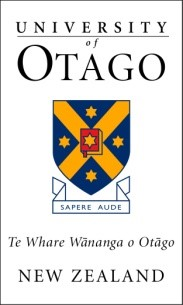 UNIVERSITY
of
OTAGO
SAPERE AUDE
Te Whare Wānanga o Otāgo
NEW ZEALAND